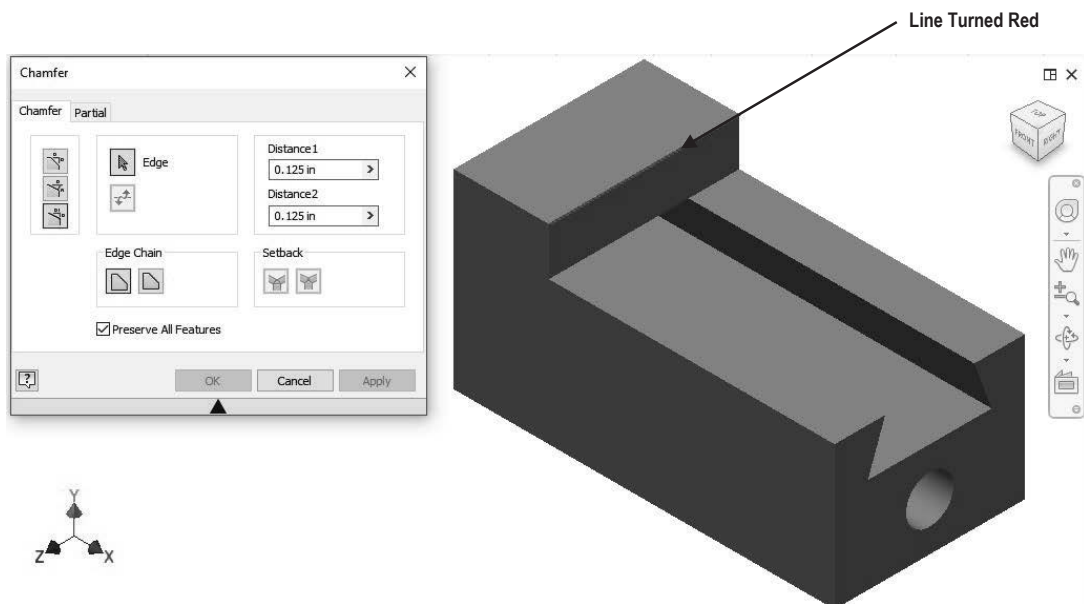 Line Turned Red
Chamfer
Chamfer Partial
Edge
Distance1
0.125 in
Distance2
0.125 in
Edge Chain
Setback
Preserve All Features
OK Cancel Apply
TOP
FRONT RIGHT
Y
Z X